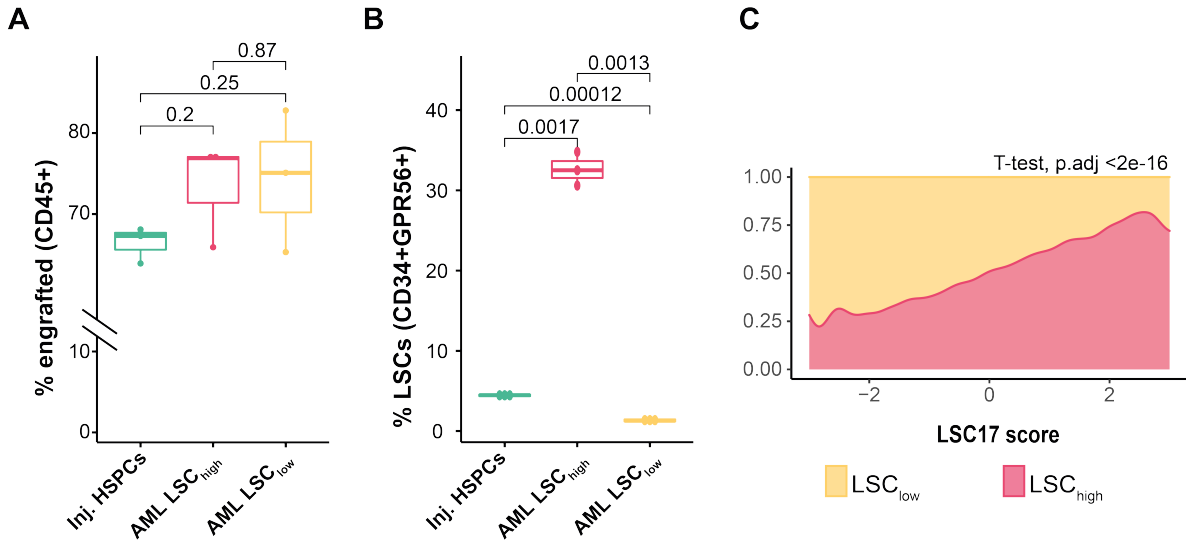 A
% engrafted (CD45+)
80
70
10
0
0.87
0.25
0.2
Inj. HSPCs
AML LSChigh
AML LSClow
B
% LSCs (CD34+GPR56+)
40
30
20
10
0
0.0013
0.00012
0.0017
Inj. HSPCs
AML LSChigh
AML LSClow
C
T-test, p.adj <2e-16
1.00
0.75
0.50
0.25
0.00
−2
0
2
LSC17 score
LSClow
LSChigh